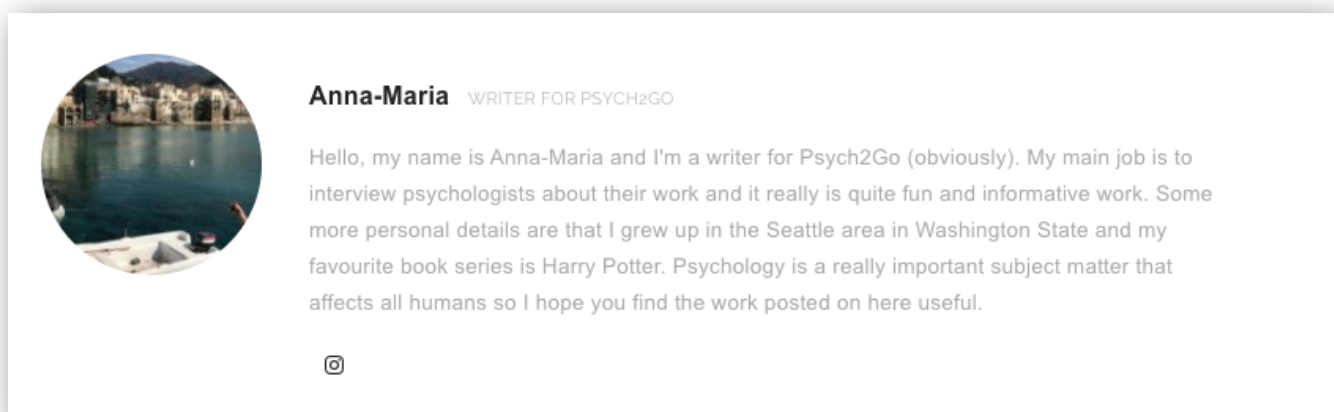 Anna-Maria WRITER FOR PSYCH2GO
Hello, my name is Anna-Maria and I'm a writer for Psych2Go (obviously). My main job is to
interview psychologists about their work and it really is quite fun and informative work. Some
more personal details are that I grew up in the Seattle area in Washington State and my
favourite book series is Harry Potter. Psychology is a really important subject matter that
affects all humans so I hope you find the work posted on here useful.